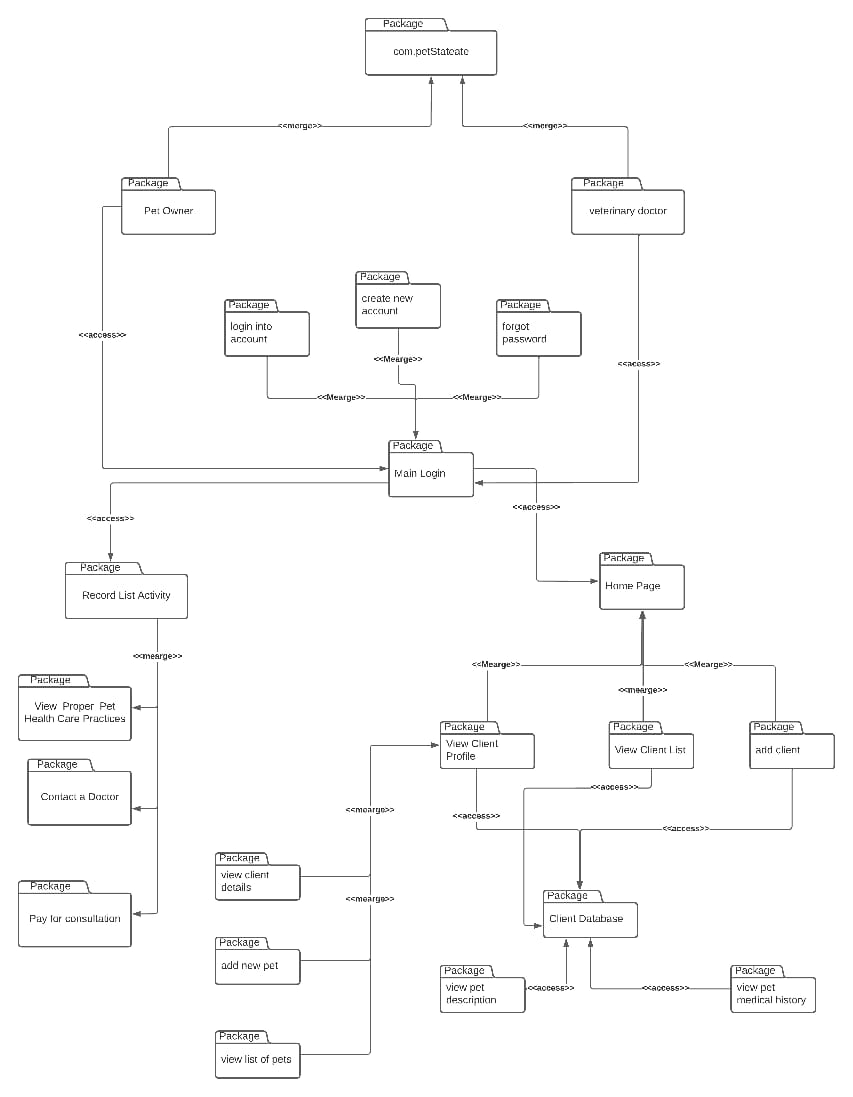 Package
com.petStateate
<<merge>>
<<merge>>
Package
Pet Owner
Package
veterinary doctor
Package
create new
account
Package
login into
account
Package
forgot
password
<<access>>
<<Mearge>>
<<acess>>
<<Mearge>>
<<Mearge>>
Package
Main Login
<<access>>
<<access>>
Package
Record List Activity
Package
Home Page
<<mearge>>
<<Mearge>>
<<Mearge>>
<<mearge>>
Package
View Proper Pet
Health Care Practices
Package
View Client
Profile
Package
View Client List
Package
add client
Package
Contact a Doctor
<<access>>
<<mearge>>
<<access>>
<<access>>
Package
view client
details
<<mearge>>
Package
Pay for consultation
Package
Client Database
Package
add new pet
Package
view pet
description
<<access>>
<<access>>
Package
view pet
medical history
Package
view list of pets